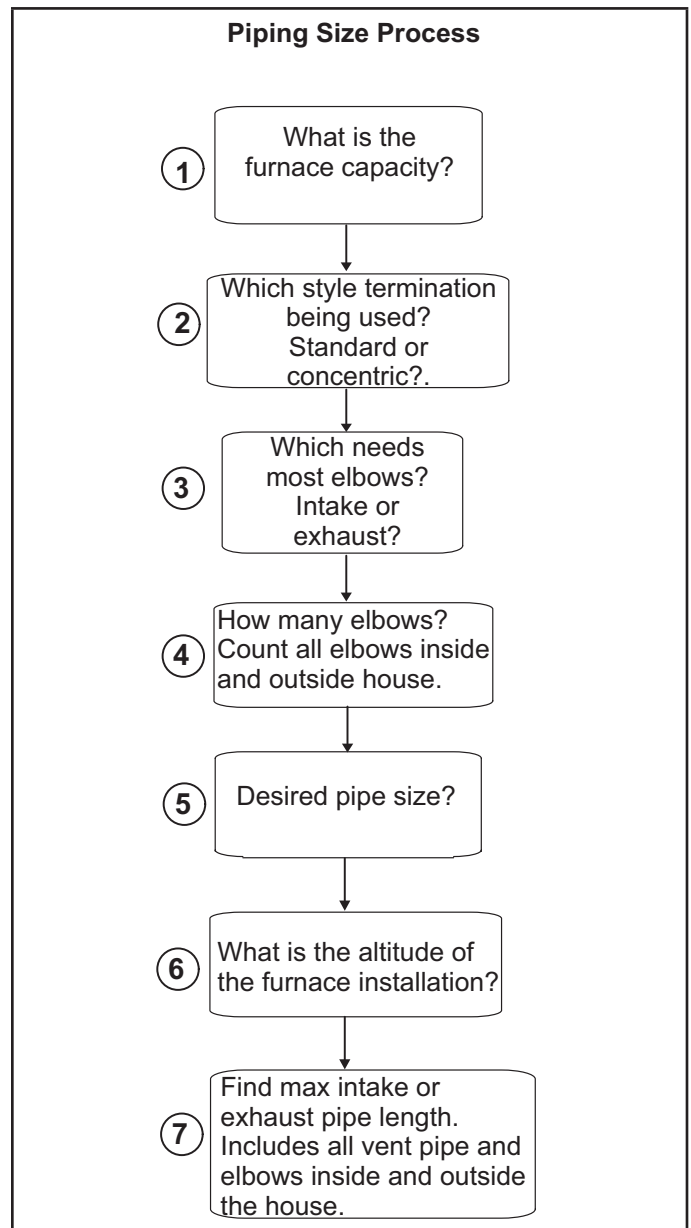 Piping Size Process
1
What is the
furnace capacity?
2
Which style termination
being used?
Standard or
concentric?.
3
Which needs
most elbows?
Intake or
exhaust?
4
How many elbows?
Count all elbows inside
and outside house.
5
Desired pipe size?
6
What is the altitude of
the furnace installation?
7
Find max intake or
exhaust pipe length.
Includes all vent pipe and
elbows inside and outside
the house.